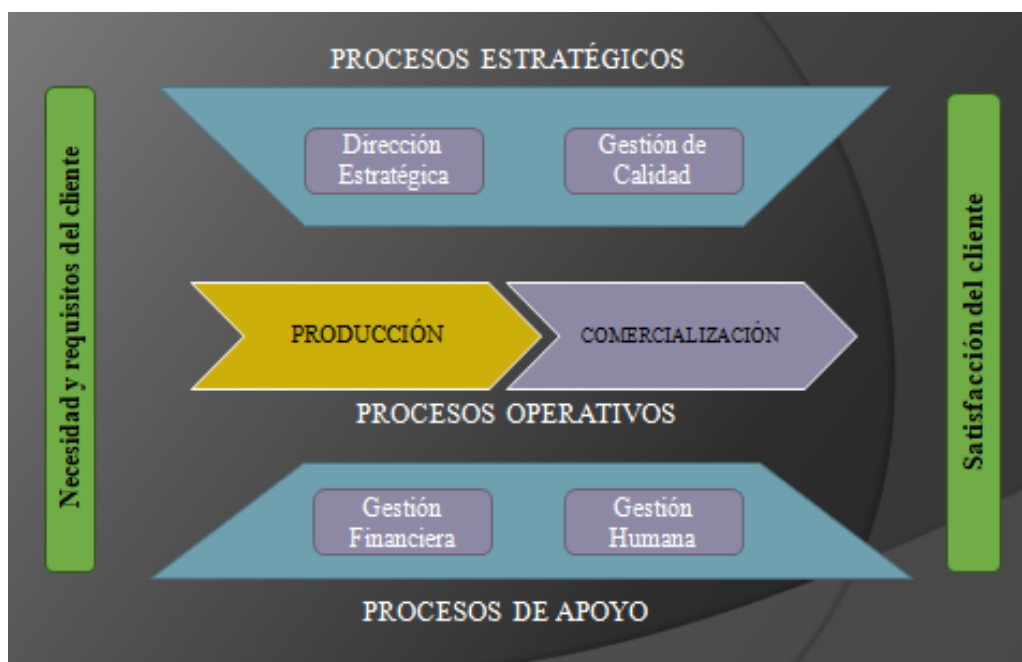 PROCESOS ESTRATÉGICOS
Necesidad y requisitos del cliente
Dirección
Estratégica
Gestión de
Calidad
PRODUCCIÓN
COMERCIALIZACIÓN
PROCESOS OPERATIVOS
Gestión
Financiera
Gestión
Humana
PROCESOS DE APOYO
Satisfacción del cliente